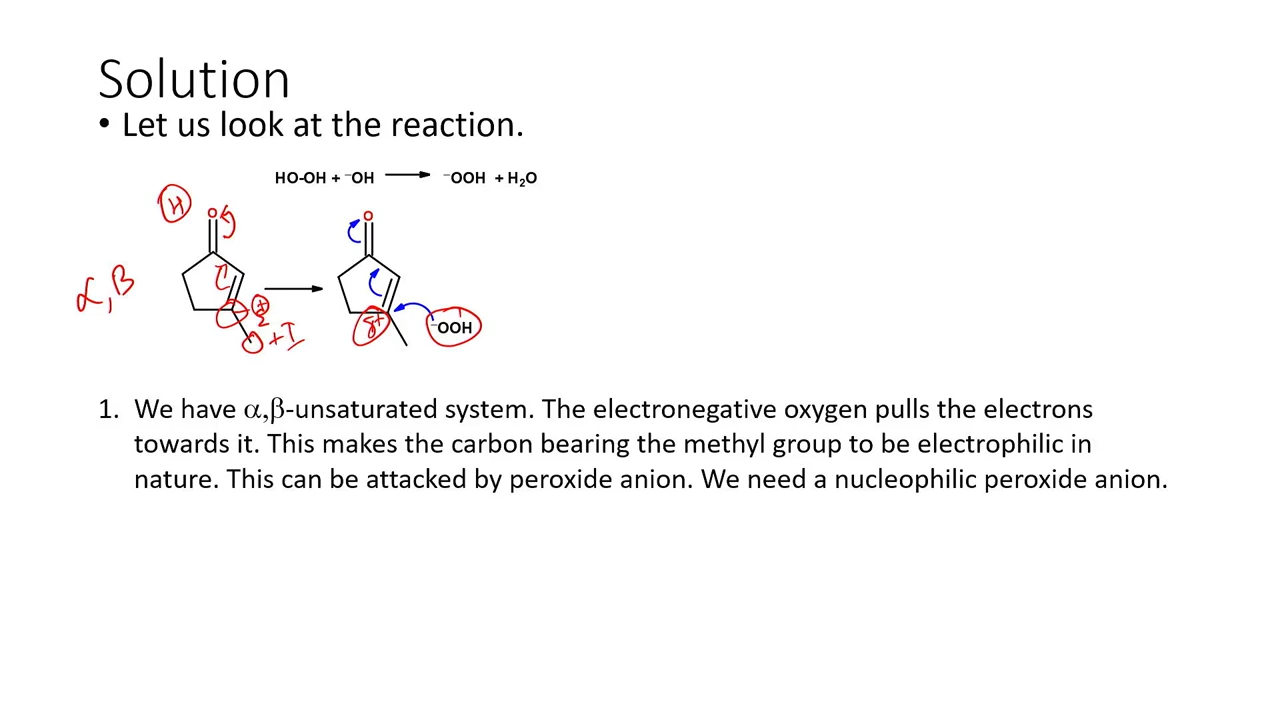 Solution
• Let us look at the reaction.
HO-OH + ⁻OH ⟶ ⁻OOH + H₂O
H
O
O
α, β
+
δ+
⁻OOH
+I
1. We have α,β-unsaturated system. The electronegative oxygen pulls the electrons
towards it. This makes the carbon bearing the methyl group to be electrophilic in
nature. This can be attacked by peroxide anion. We need a nucleophilic peroxide anion.